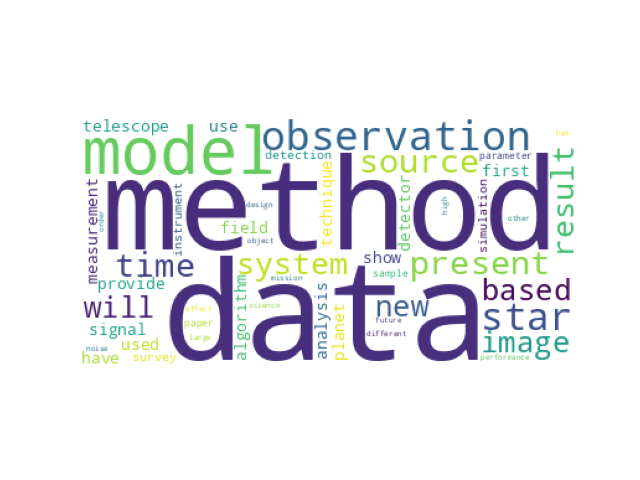 telescope use observation has
model detection source parameter first
method
measurement order instrument design field object technique detector high simulation other result
time system show sample present
data
provide will algorithm science mission analysis planet new future different based star
signal effect paper large
noise used have survey image performance